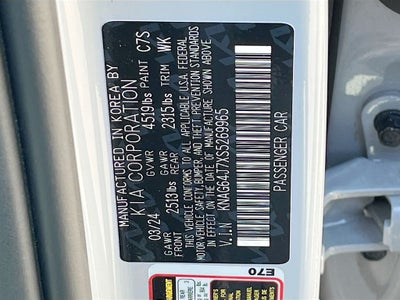 MANUFACTURED IN KOREA BY
KIA CORPORATION
03/24 GVWR 4519lbs PAINT C7S
GAWR FRONT 2513lbs GAWR REAR 2315lbs TRIM WK
THIS VEHICLE CONFORMS TO ALL APPLICABLE U.S.A. FEDERAL
MOTOR VEHICLE SAFETY, BUMPER, AND THEFT PREVENTION STANDARDS
IN EFFECT ON THE DATE OF MANUFACTURE SHOWN ABOVE.
V.I.N : KNAG64J7XS5269965
PASSENGER CAR
E70